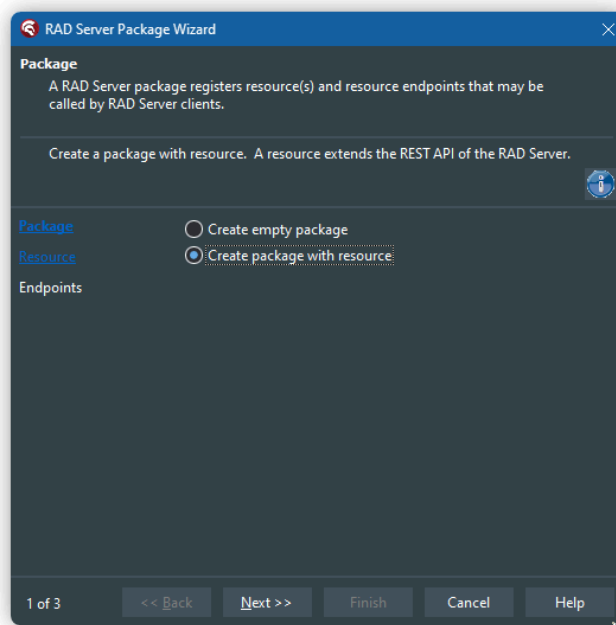 RAD Server Package Wizard
Package
A RAD Server package registers resource(s) and resource endpoints that may be
called by RAD Server clients.
Create a package with resource.  A resource extends the REST API of the RAD Server.
Package
Create empty package
Resource
Create package with resource
Endpoints
1 of 3
<< Back
Next >>
Finish
Cancel
Help